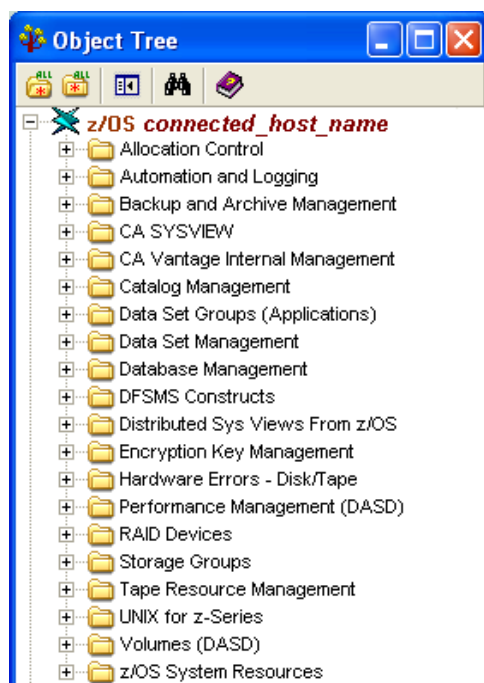 Object Tree
ALL ALL
z/OS connected_host_name
Allocation Control
Automation and Logging
Backup and Archive Management
CA SYSVIEW
CA Vantage Internal Management
Catalog Management
Data Set Groups (Applications)
Data Set Management
Database Management
DFSMS Constructs
Distributed Sys Views From z/OS
Encryption Key Management
Hardware Errors - Disk/Tape
Performance Management (DASD)
RAID Devices
Storage Groups
Tape Resource Management
UNIX for z-Series
Volumes (DASD)
z/OS System Resources